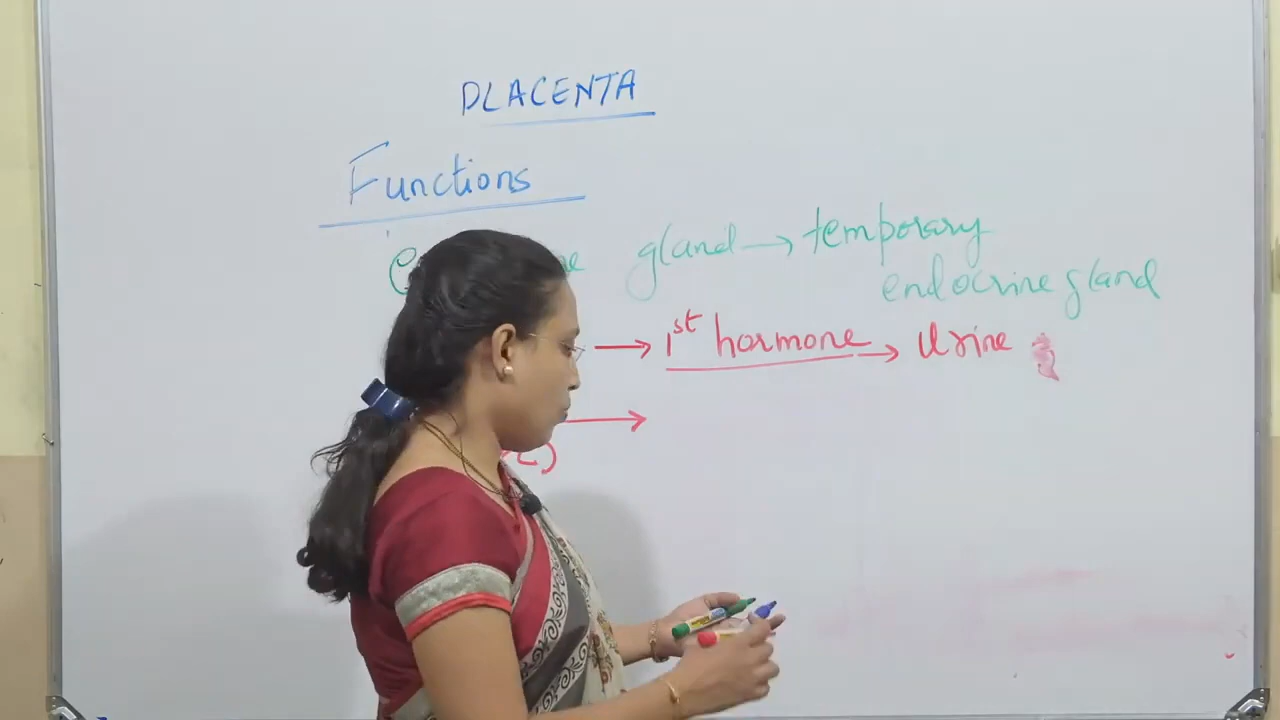 PLACENTA
Functions
gland → temporary
endocrine gland
→ 1st hormone → Urine
→